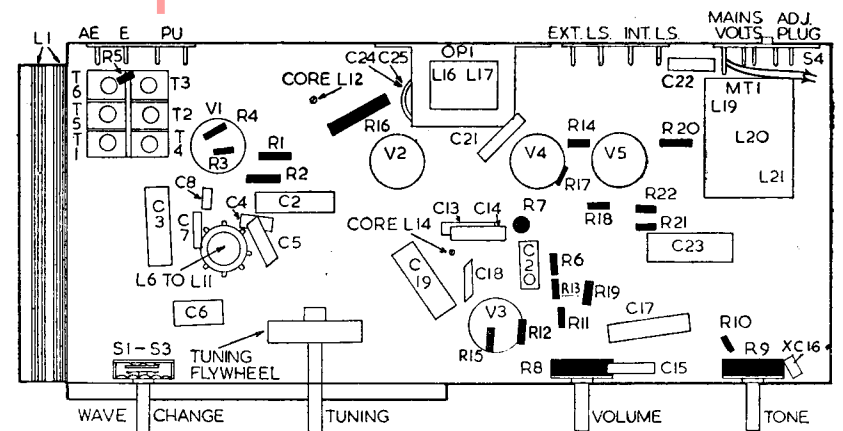 L1
AE E PU
EXT. L.S. INT. L.S.
MAINS ADJ.
VOLTS PLUG
OP1
C24 C25
R5
T6
T3
CORE L12
L16 L17
C22
S4
MT1
V1
R4
T5
T2
L19
R16
C21
R14
R20
T1
T4
R3
R1
V2
V4
V5
L20
R2
R17
L21
C8
C3
C2
C4
C13
C14
R7
R18
R22
C7
CORE L14
R21
C5
C23
L6 TO L11
C19
C18
C20
R6
R13
R19
C6
V3
R11
C17
R12
R10
S1-S3
TUNING
FLYWHEEL
R15
R8
C15
R9
XC16
WAVE CHANGE
TUNING
VOLUME
TONE